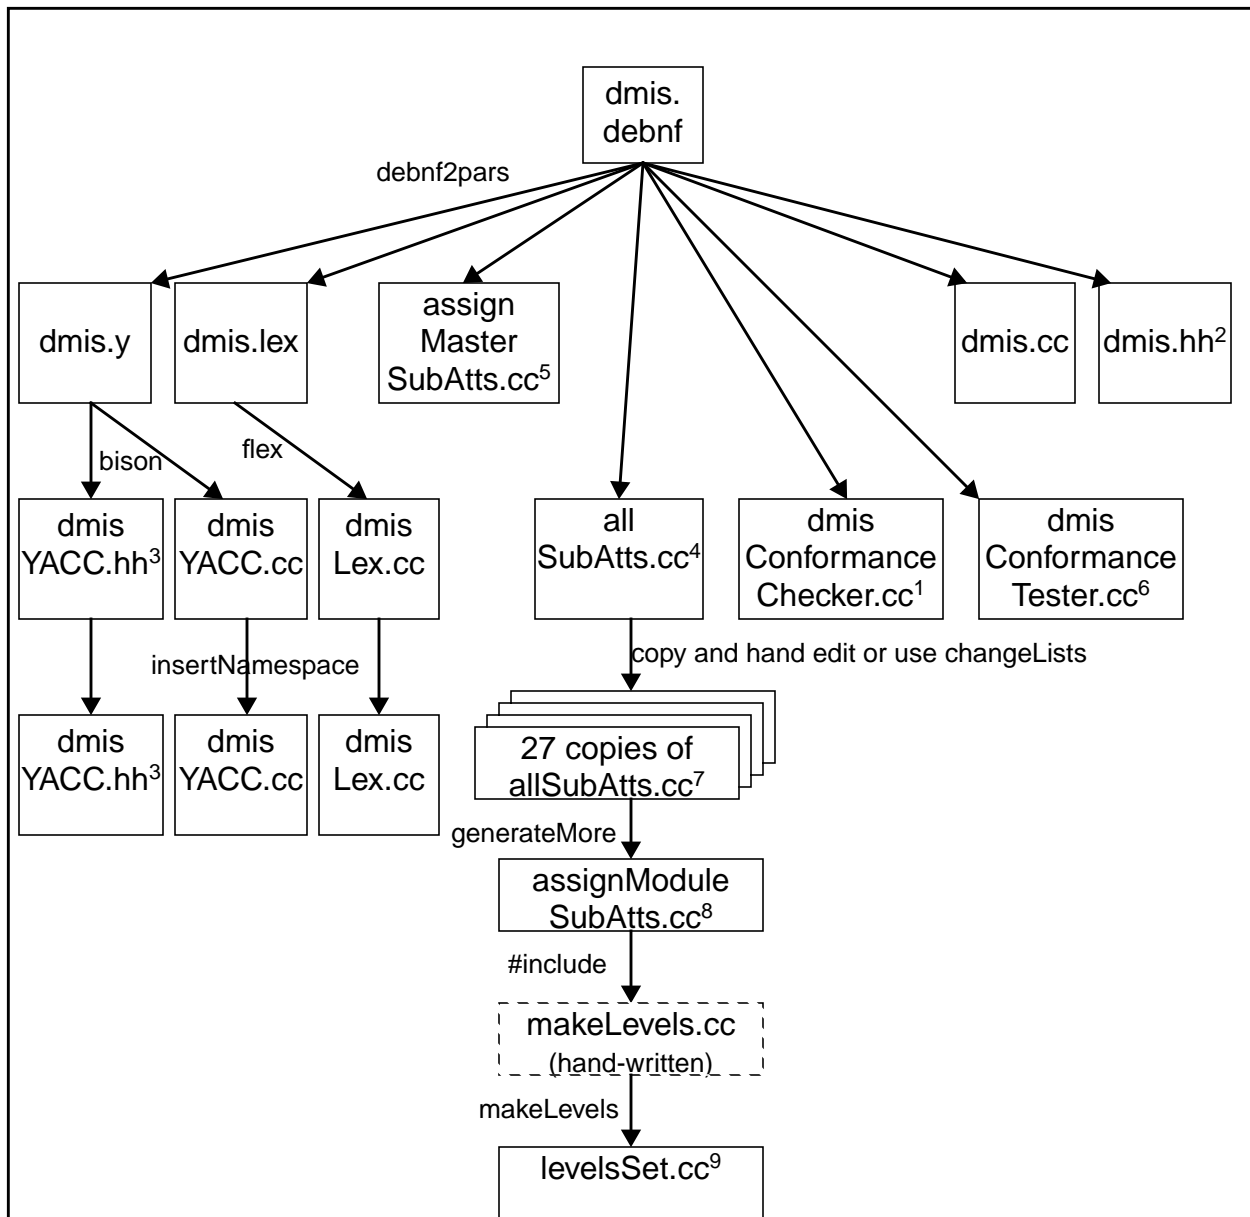 dmis.
debnf
debnf2pars
dmis.y
dmis.lex
assign
Master
SubAtts.cc⁵
dmis.cc
dmis.hh²
bison
flex
dmis
YACC.hh³
dmis
YACC.cc
dmis
Lex.cc
all
SubAtts.cc⁴
dmis
Conformance
Checker.cc¹
dmis
Conformance
Tester.cc⁶
insertNamespace
copy and hand edit or use changeLists
dmis
YACC.hh³
dmis
YACC.cc
dmis
Lex.cc
27 copies of
allSubAtts.cc⁷
generateMore
assignModule
SubAtts.cc⁸
#include
makeLevels.cc
(hand-written)
makeLevels
levelsSet.cc⁹